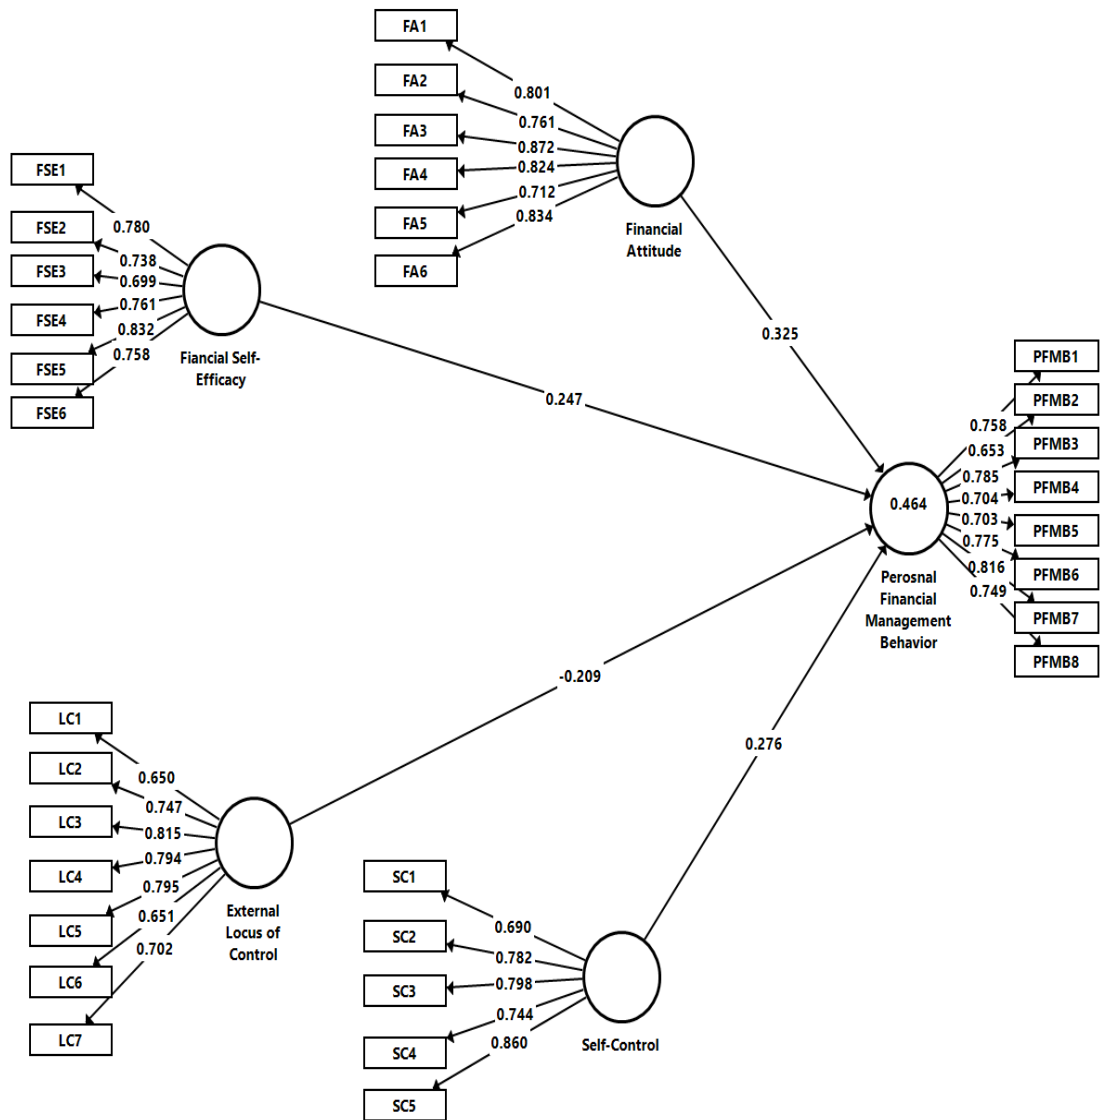 FA1
FA2
FA3
FA4
FA5
FA6
0.801
0.761
0.872
0.824
0.712
0.834
Financial
Attitude
FSE1
FSE2
FSE3
FSE4
FSE5
FSE6
0.780
0.738
0.699
0.761
0.832
0.758
Fiancial Self-
Efficacy
0.325
0.247
-0.209
0.276
PFMB1
PFMB2
PFMB3
PFMB4
PFMB5
PFMB6
PFMB7
PFMB8
0.758
0.653
0.785
0.704
0.703
0.775
0.816
0.749
0.464
Perosnal
Financial
Management
Behavior
LC1
LC2
LC3
LC4
LC5
LC6
LC7
0.650
0.747
0.815
0.794
0.795
0.651
0.702
External
Locus of
Control
SC1
SC2
SC3
SC4
SC5
0.690
0.782
0.798
0.744
0.860
Self-Control